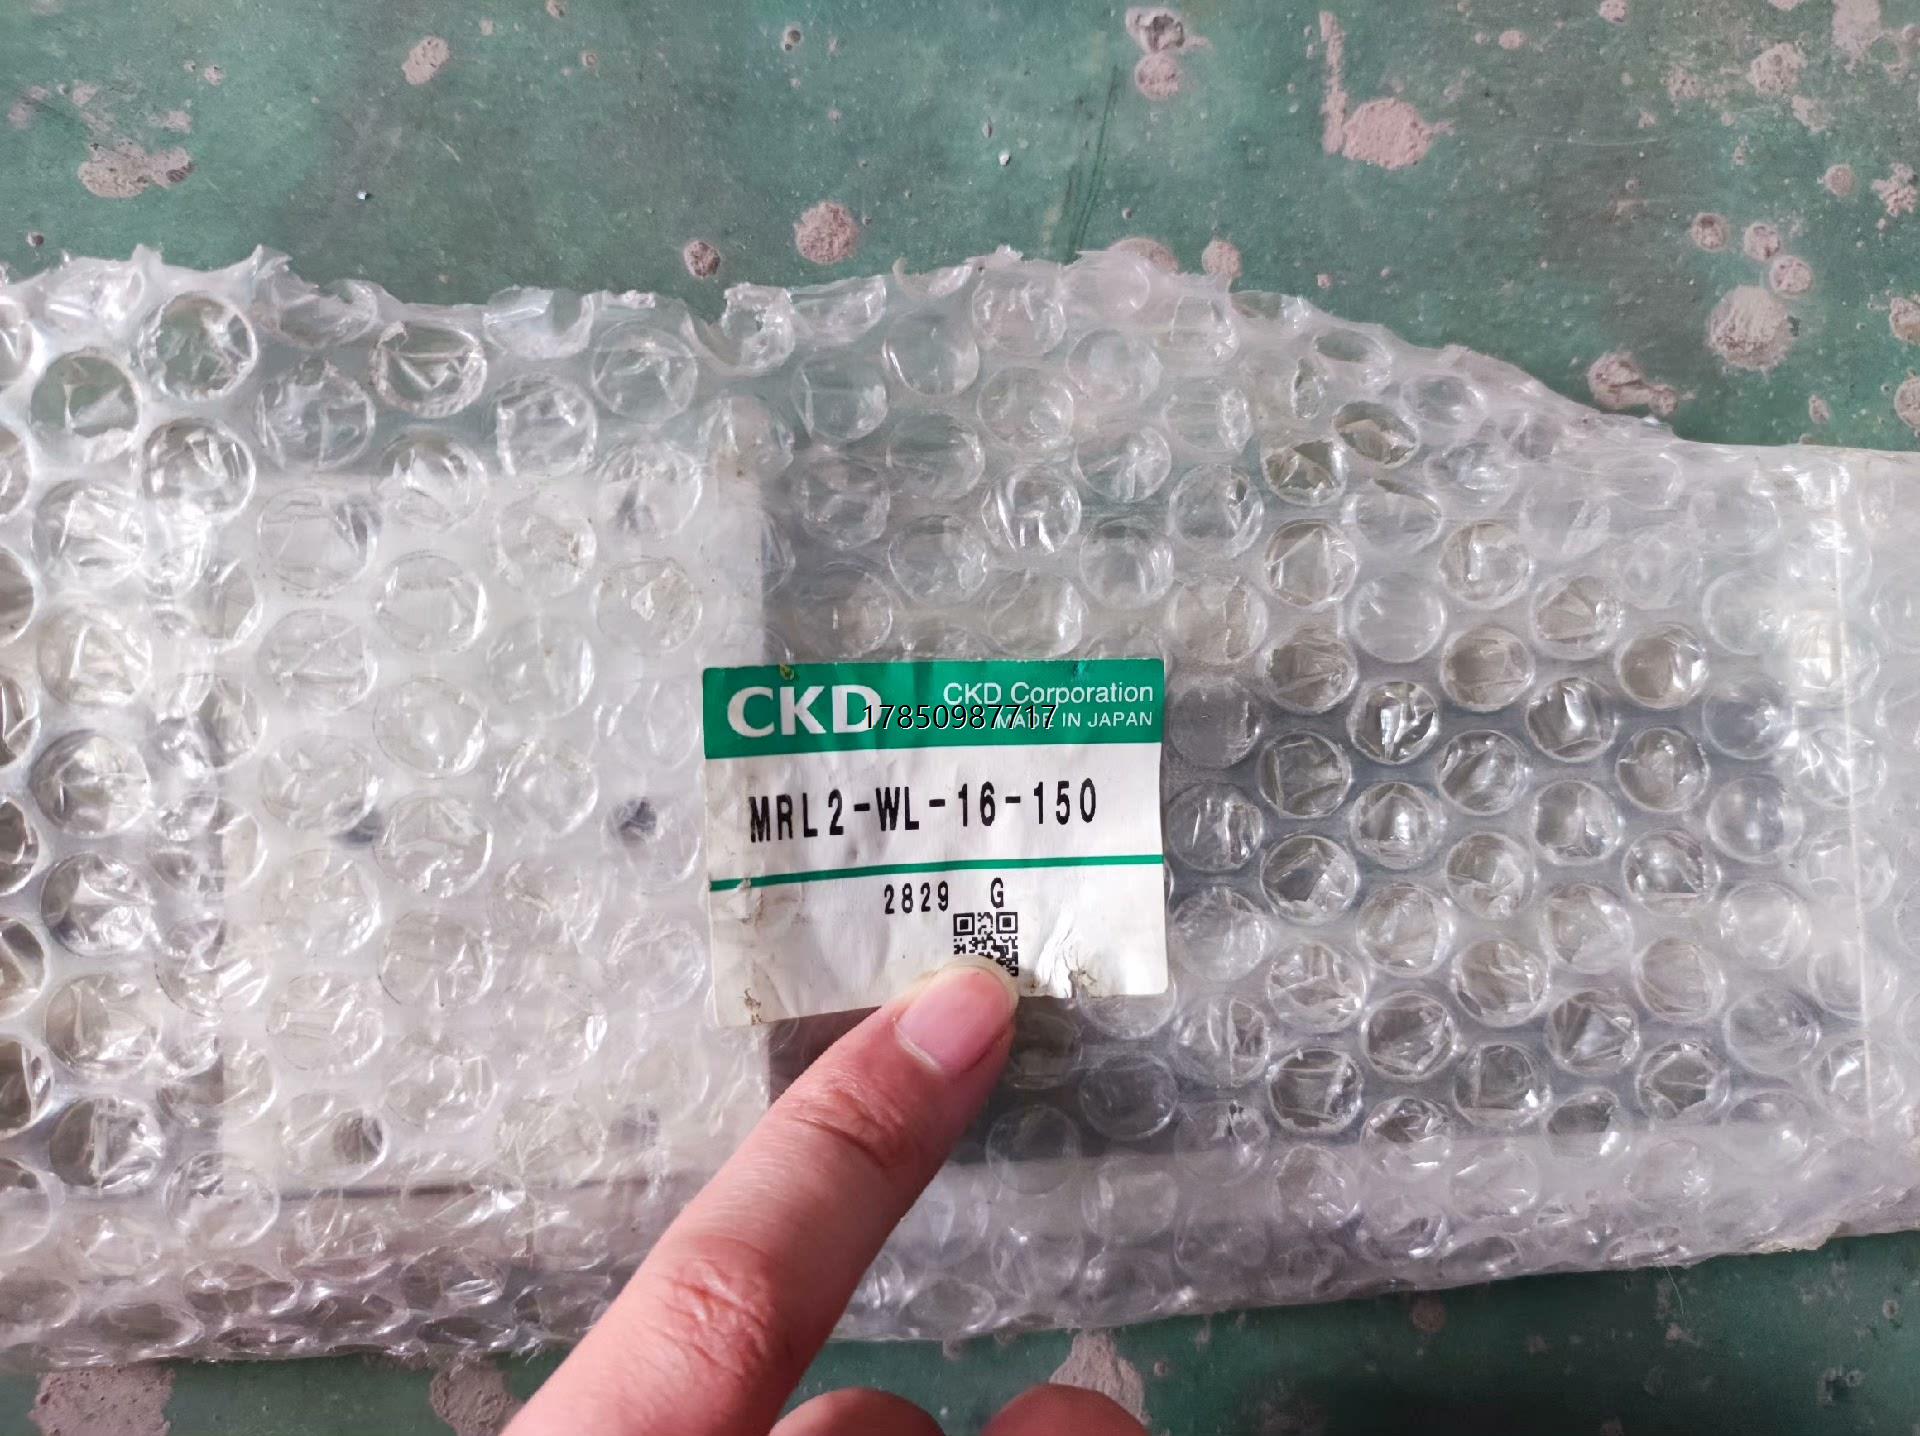 CKD
CKD Corporation
MADE IN JAPAN
17850987717
MRL2-WL-16-150
2829 G